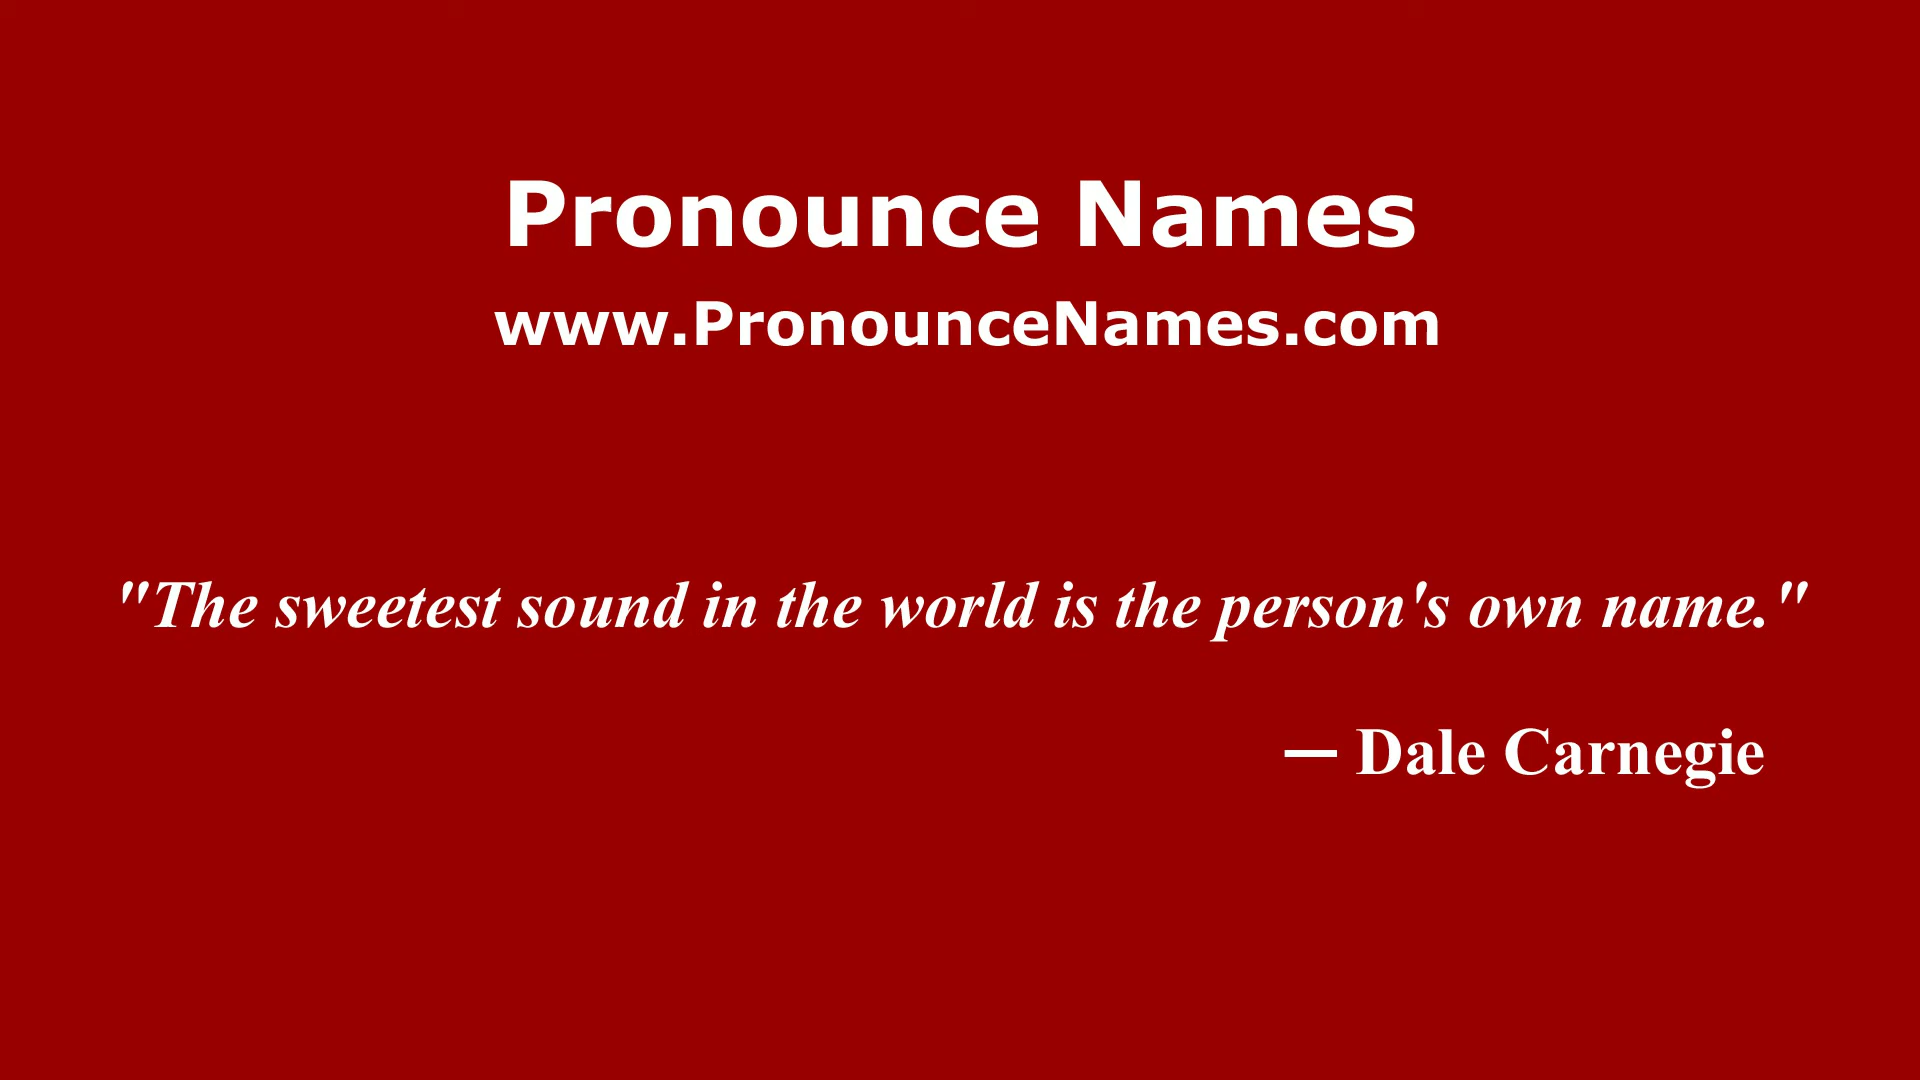 Pronounce Names
www.PronounceNames.com
"The sweetest sound in the world is the person's own name."
— Dale Carnegie